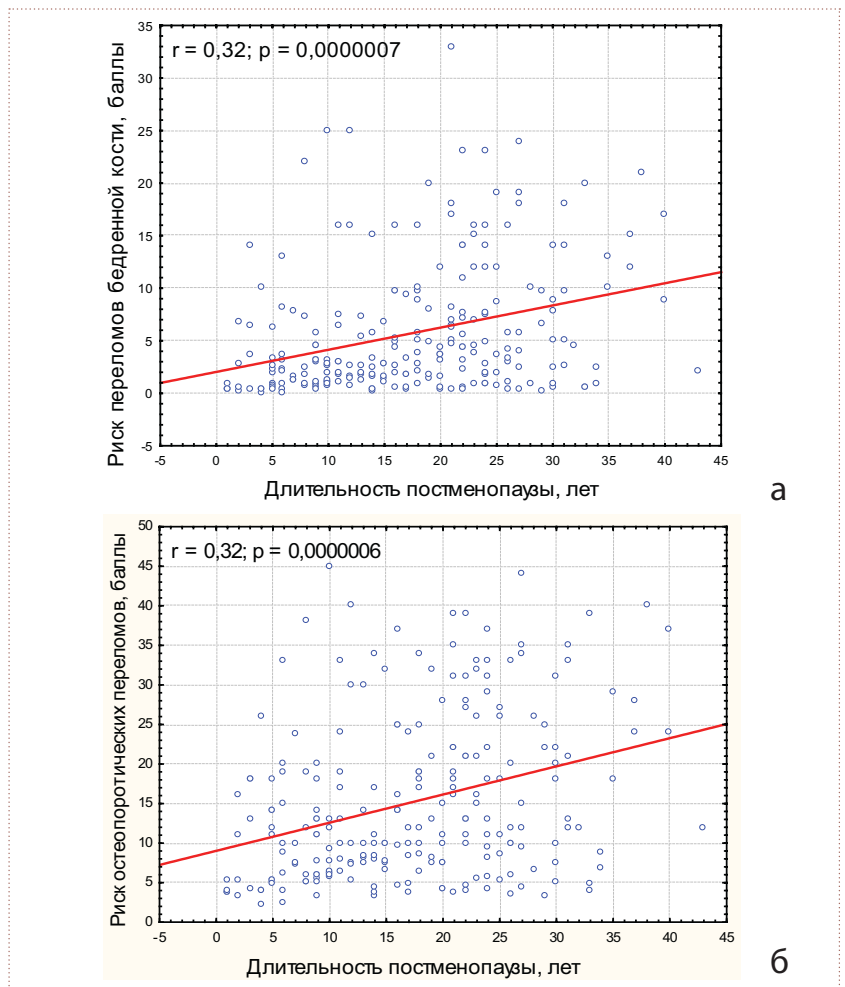 r = 0,32; p = 0,0000007
Риск переломов бедренной кости, баллы
35
30
25
20
15
10
5
0
-5
-5 0 5 10 15 20 25 30 35 40 45
Длительность постменопаузы, лет
а
r = 0,32; p = 0,0000006
Риск остеопоротических переломов, баллы
50
45
40
35
30
25
20
15
10
5
0
-5 0 5 10 15 20 25 30 35 40 45
Длительность постменопаузы, лет
б